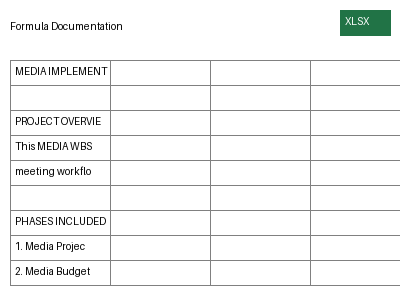 Formula Documentation
XLSX
MEDIA IMPLEMENT
PROJECT OVERVIE
This MEDIA WBS
meeting workflo
PHASES INCLUDED
1. Media Projec
2. Media Budget